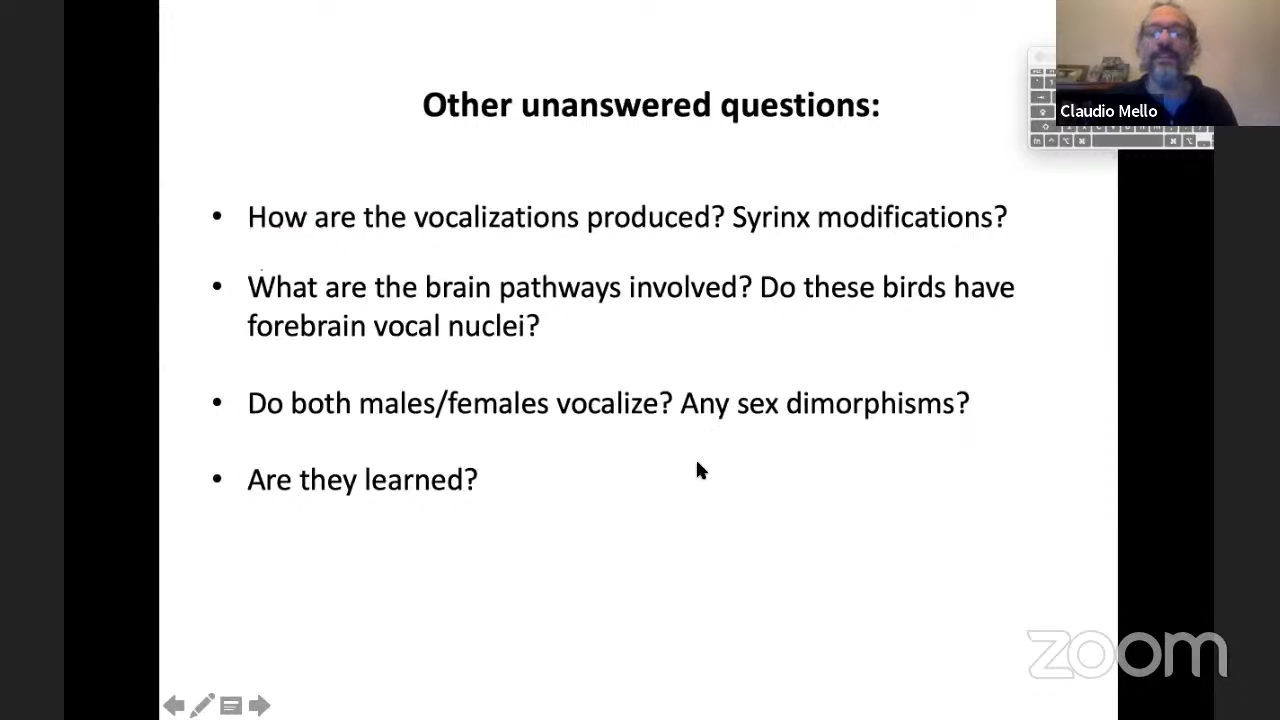 Other unanswered questions:
Claudio Mello
• How are the vocalizations produced? Syrinx modifications?
• What are the brain pathways involved? Do these birds have
forebrain vocal nuclei?
• Do both males/females vocalize? Any sex dimorphisms?
• Are they learned?
zoom